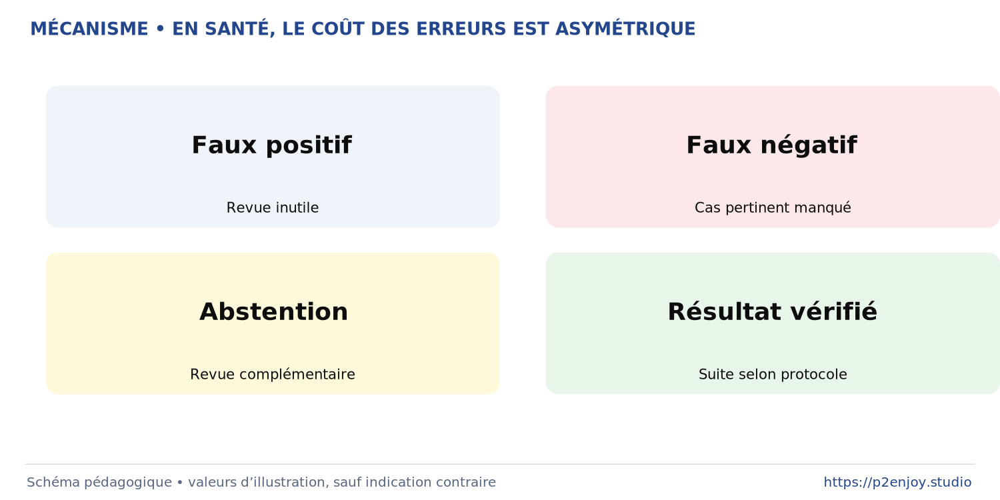 MÉCANISME • EN SANTÉ, LE COÛT DES ERREURS EST ASYMÉTRIQUE
Faux positif
Revue inutile
Faux négatif
Cas pertinent manqué
Abstention
Revue complémentaire
Résultat vérifié
Suite selon protocole
Schéma pédagogique • valeurs d’illustration, sauf indication contraire
https://p2enjoy.studio